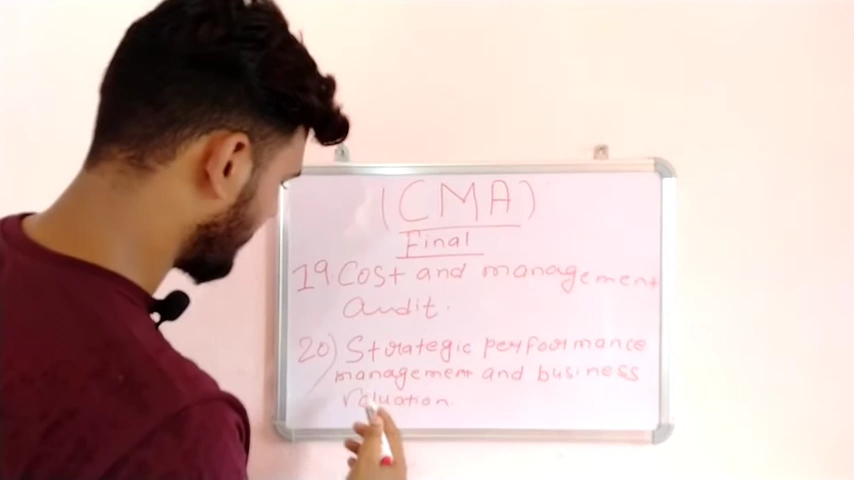 (CMA)
Final
19. Cost and management
audit.
20) Strategic performance
management and business
Valuation.